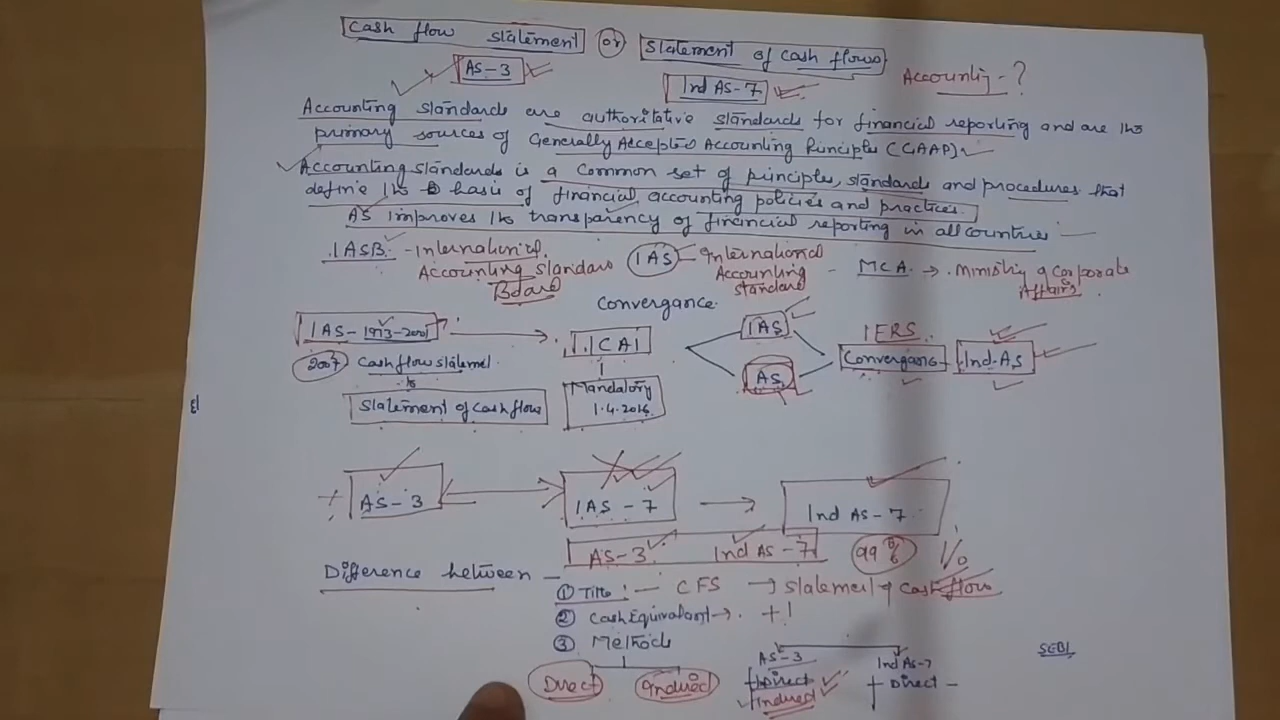 Cash flow statement or Statement of cash flows
AS-3
Ind AS-7
Accounting - ?
Accounting standards are authoritative standards for financial reporting and are the
primary sources of Generally Accepted Accounting Principles (GAAP)
Accounting standards is a common set of principles, standards and procedures that
define the basis of financial accounting policies and practices.
AS improves the transparency of financial reporting in all countries
IASB - International Accounting Standard Board
IAS - International Accounting Standard
MCA → Ministry of Corporate Affairs
Convergance
IAS - 1973-2001
ICAI
IAS
AS
IFRS
Convergans
Ind-AS
2007 Cash flow statemet
to
Statement of cash flow
Mandatory
1.4.2016
AS-3
IAS-7
Ind AS-7
AS-3 Ind AS-7 99%
1%
Difference between
① Title :- CFS → Statement of cash flow
② Cash Equivalent → +!
③ Methods
Direct Indirect
AS-3 Ind AS-7
Direct Direct -
Indirect
SEBI
13